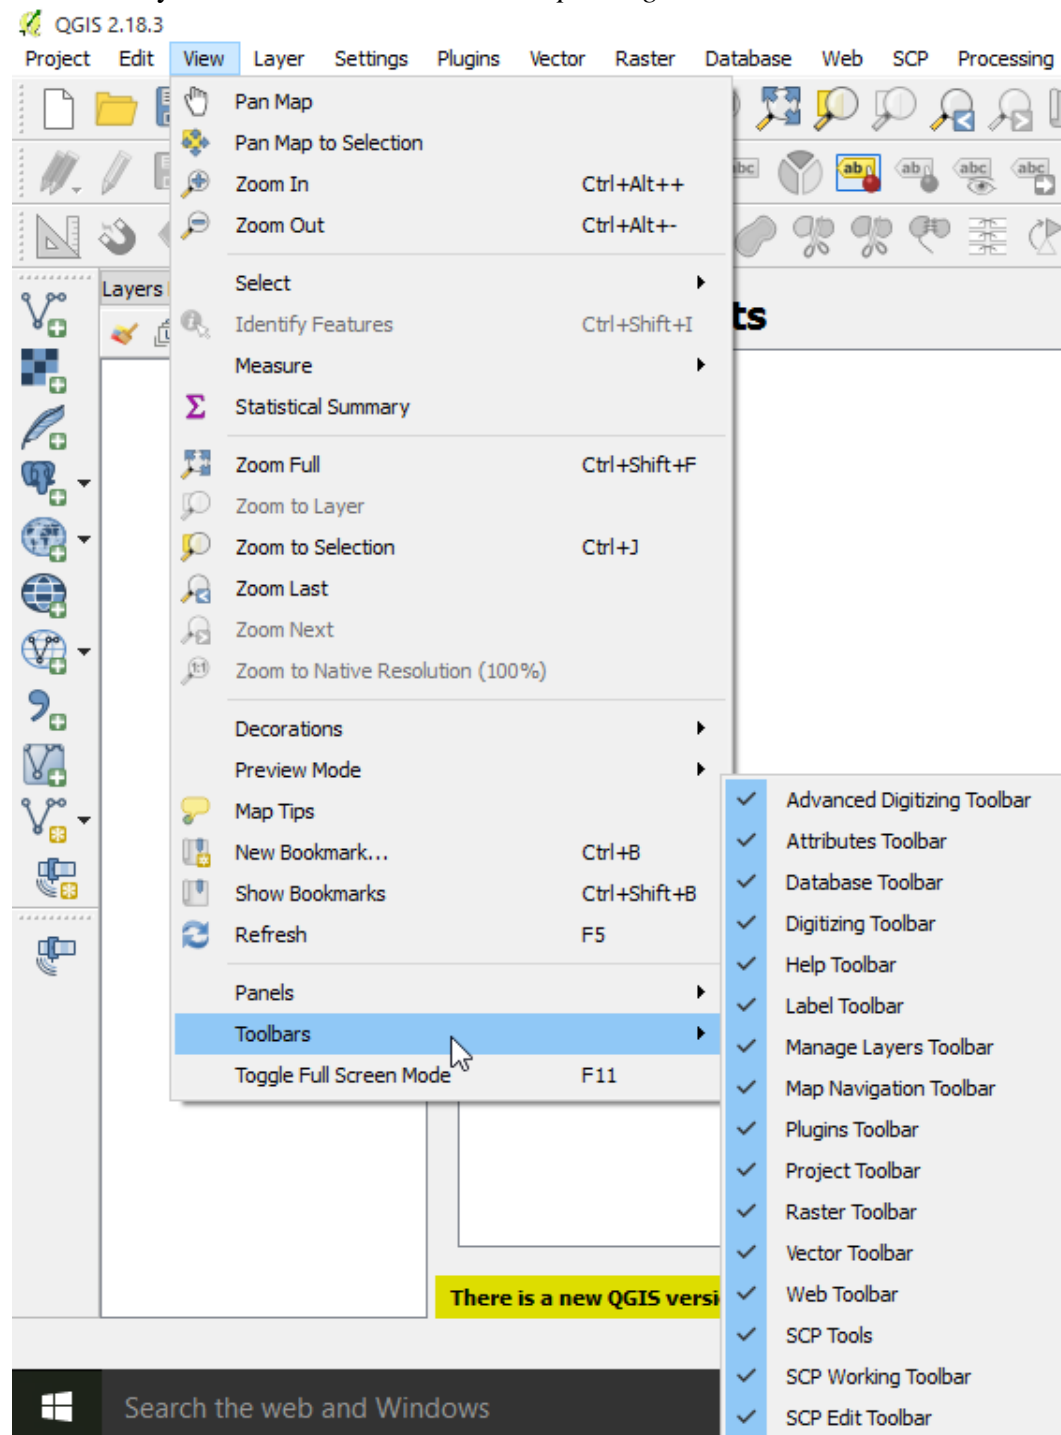 QGIS 2.18.3
Project Edit View Layer Settings Plugins Vector Raster Database Web SCP Processing
Pan Map
Pan Map to Selection
Zoom In Ctrl+Alt++
Zoom Out Ctrl+Alt+-
Layers
Select
Identify Features Ctrl+Shift+I
ts
Measure
Statistical Summary
Zoom Full Ctrl+Shift+F
Zoom to Layer
Zoom to Selection Ctrl+J
Zoom Last
Zoom Next
Zoom to Native Resolution (100%)
Decorations
Preview Mode
Map Tips
New Bookmark... Ctrl+B
Show Bookmarks Ctrl+Shift+B
Refresh F5
Panels
Toolbars
Toggle Full Screen Mode F11
Advanced Digitizing Toolbar
Attributes Toolbar
Database Toolbar
Digitizing Toolbar
Help Toolbar
Label Toolbar
Manage Layers Toolbar
Map Navigation Toolbar
Plugins Toolbar
Project Toolbar
Raster Toolbar
Vector Toolbar
Web Toolbar
SCP Tools
SCP Working Toolbar
SCP Edit Toolbar
There is a new QGIS versi
Search the web and Windows